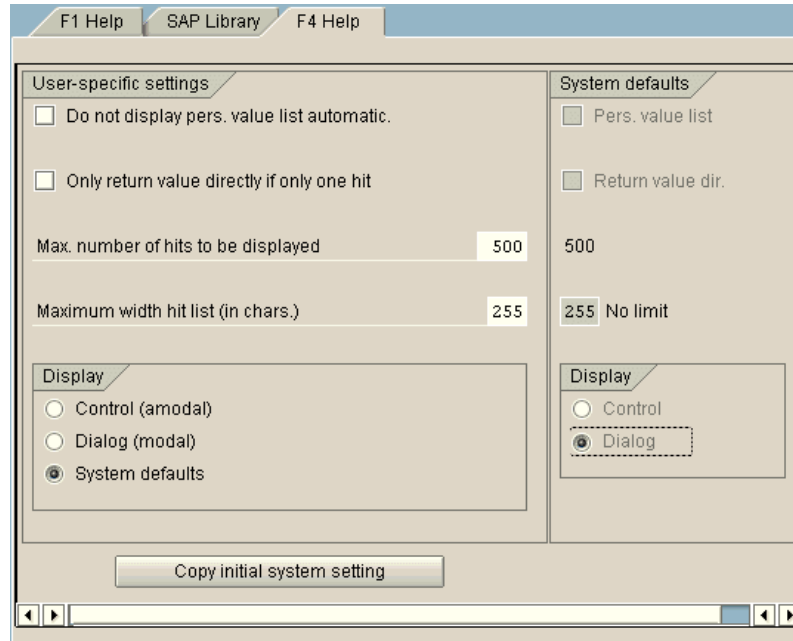 F1 Help SAP Library F4 Help
User-specific settings System defaults
Do not display pers. value list automatic. Pers. value list
Only return value directly if only one hit Return value dir.
Max. number of hits to be displayed 500 500
Maximum width hit list (in chars.) 255 255 No limit
Display Display
Control (amodal) Control
Dialog (modal) Dialog
System defaults
Copy initial system setting